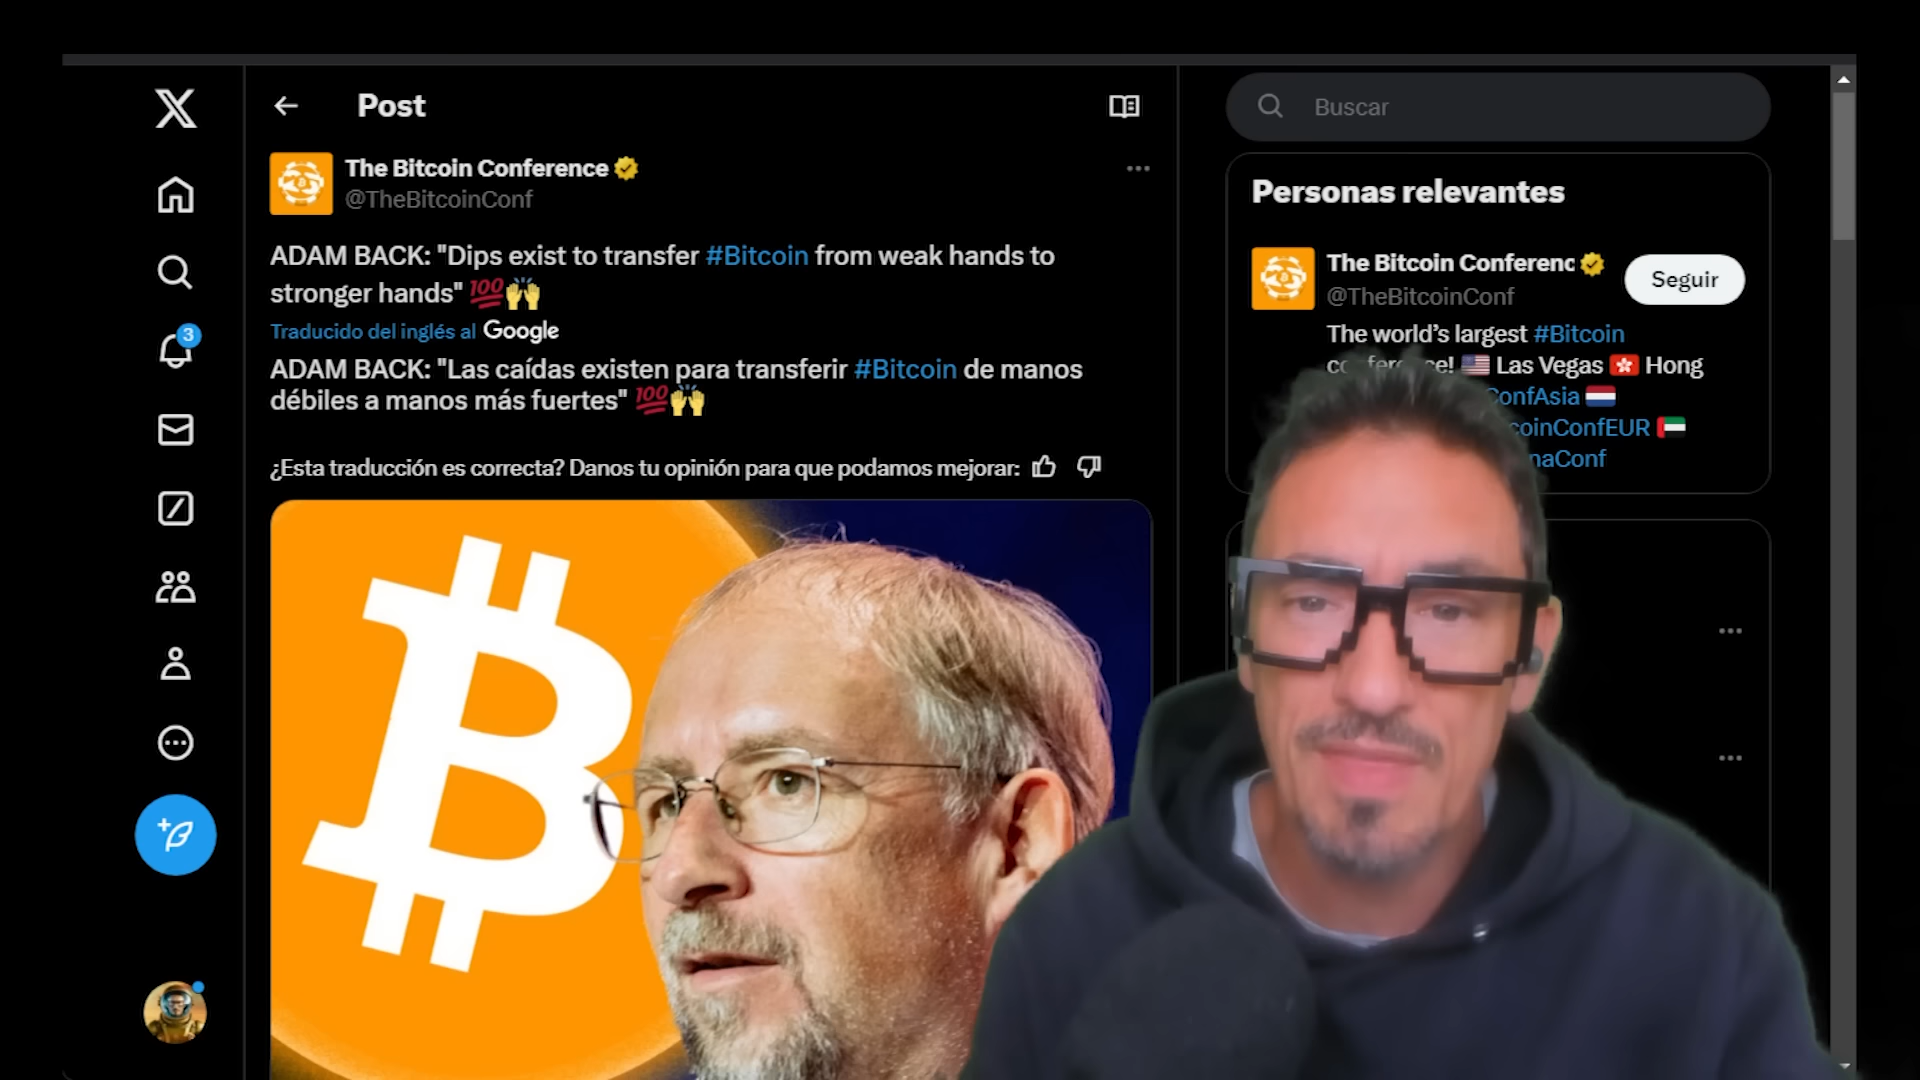 Post
Buscar
The Bitcoin Conference
@TheBitcoinConf
ADAM BACK: "Dips exist to transfer #Bitcoin from weak hands to
stronger hands" 💯🙌
Traducido del inglés al Google
ADAM BACK: "Las caídas existen para transferir #Bitcoin de manos
débiles a manos más fuertes" 💯🙌
¿Esta traducción es correcta? Danos tu opinión para que podamos mejorar:
3
Personas relevantes
The Bitcoin Conferenc
@TheBitcoinConf
Seguir
The world's largest #Bitcoin
🇺🇸 Las Vegas 🇭🇰 Hong
ConfAsia 🇳🇱
coinConfEUR 🇦🇪
naConf